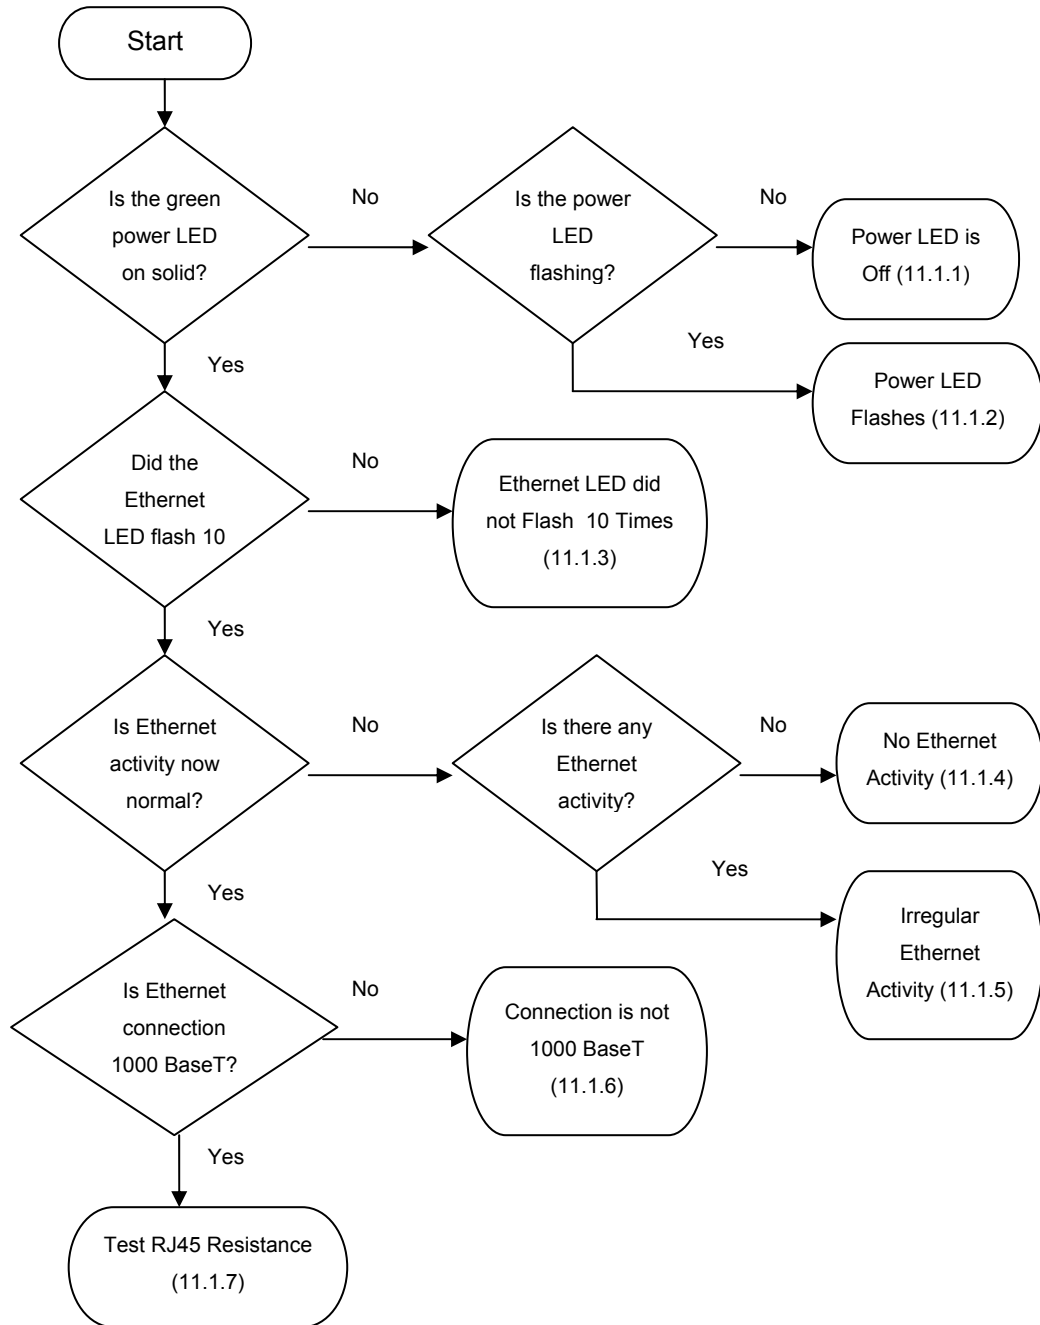 Start
Is the green
power LED
on solid?
No
Is the power
LED
flashing?
No
Power LED is
Off (11.1.1)
Yes
Yes
Power LED
Flashes (11.1.2)
Did the
Ethernet
LED flash 10
No
Ethernet LED did
not Flash 10 Times
(11.1.3)
Yes
Is Ethernet
activity now
normal?
No
Is there any
Ethernet
activity?
No
No Ethernet
Activity (11.1.4)
Yes
Yes
Irregular
Ethernet
Activity (11.1.5)
Is Ethernet
connection
1000 BaseT?
No
Connection is not
1000 BaseT
(11.1.6)
Yes
Test RJ45 Resistance
(11.1.7)